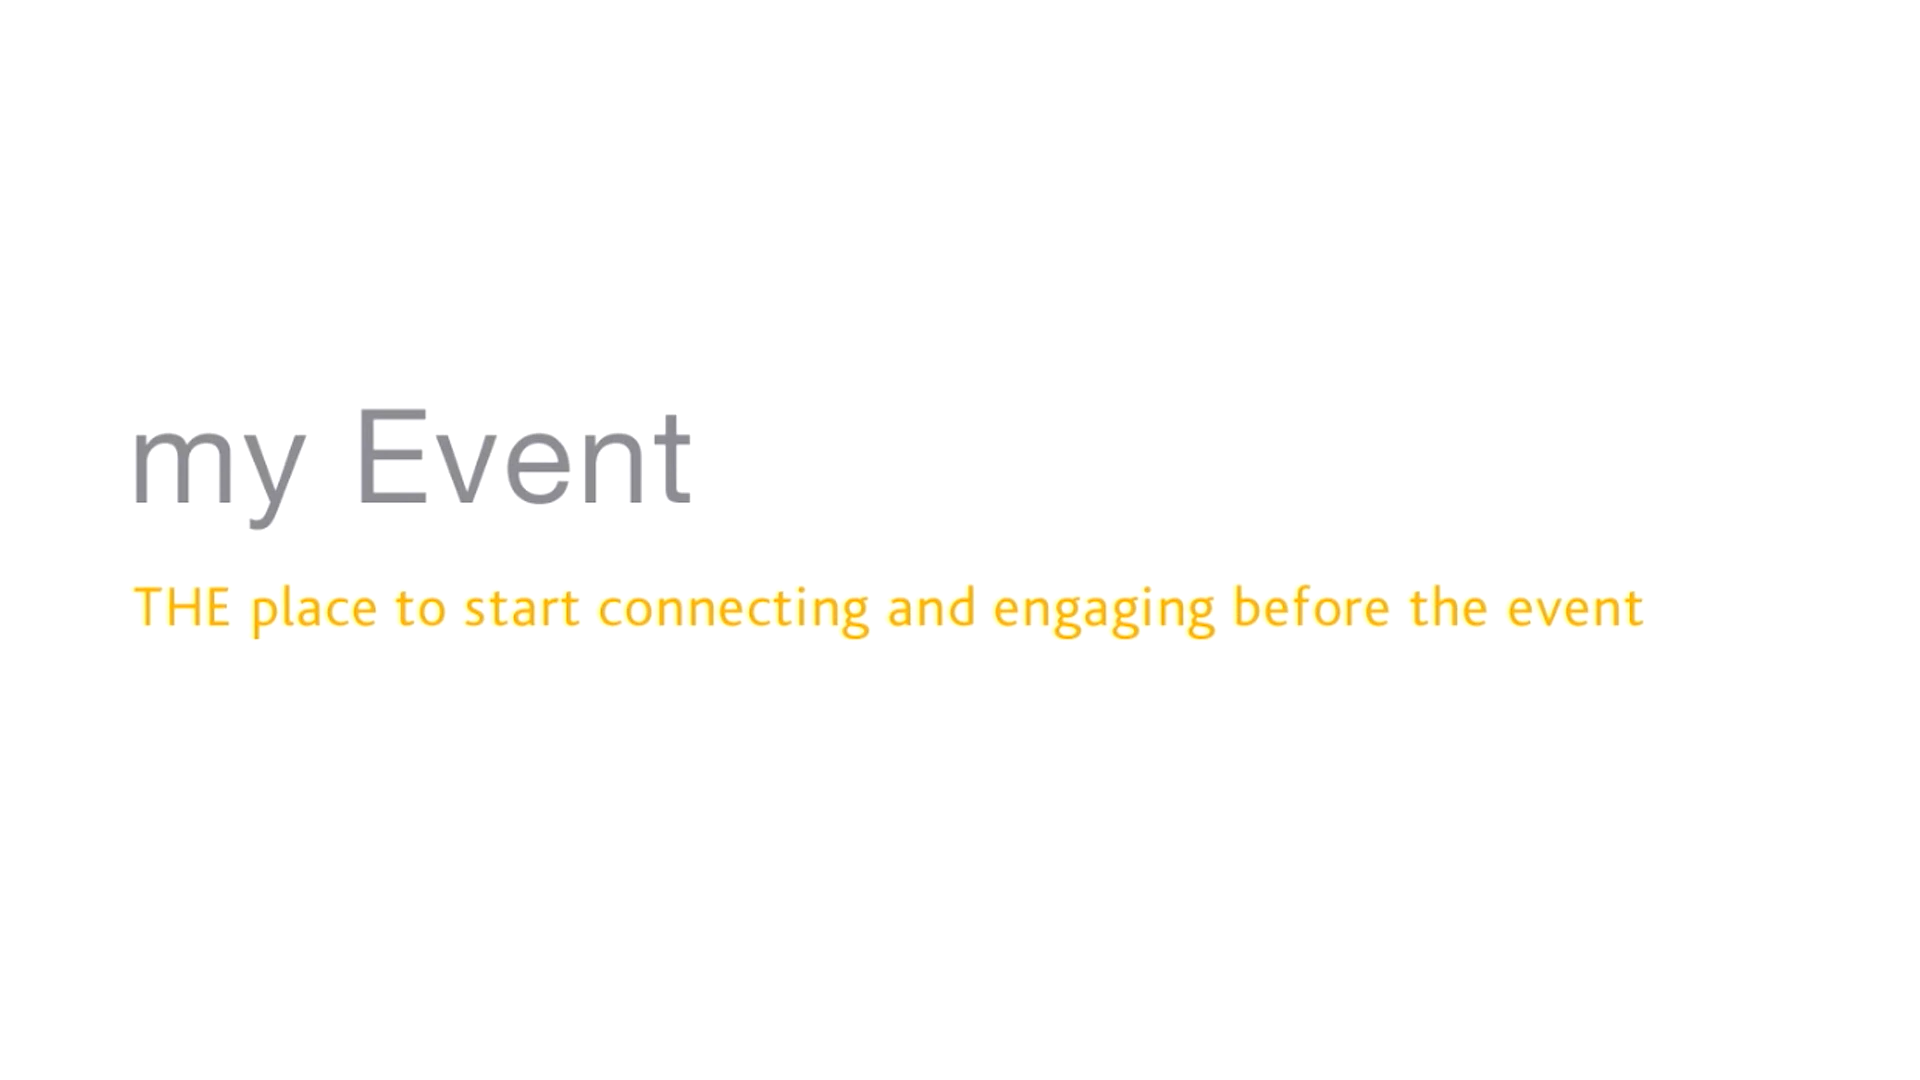 my Event
THE place to start connecting and engaging before the event